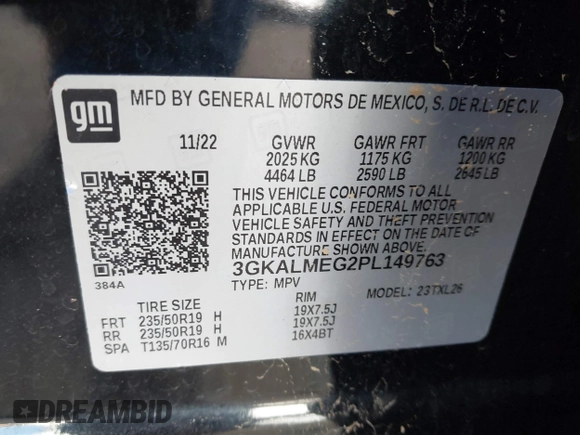 gm
MFD BY GENERAL MOTORS DE MEXICO, S. DE R.L. DE C.V.
11/22 GVWR GAWR FRT GAWR RR
2025 KG 1175 KG 1200 KG
4464 LB 2590 LB 2645 LB
THIS VEHICLE CONFORMS TO ALL
APPLICABLE U.S. FEDERAL MOTOR
VEHICLE SAFETY AND THEFT PREVENTION
STANDARDS IN EFFECT ON THE DATE OF
MANUFACTURE SHOWN ABOVE.
3GKALMEG2PL149763
384A
TYPE: MPV MODEL: 23TXL26
TIRE SIZE RIM
FRT 235/50R19 H 19X7.5J
RR 235/50R19 H 19X7.5J
SPA T135/70R16 M 16X4BT
DREAMBID